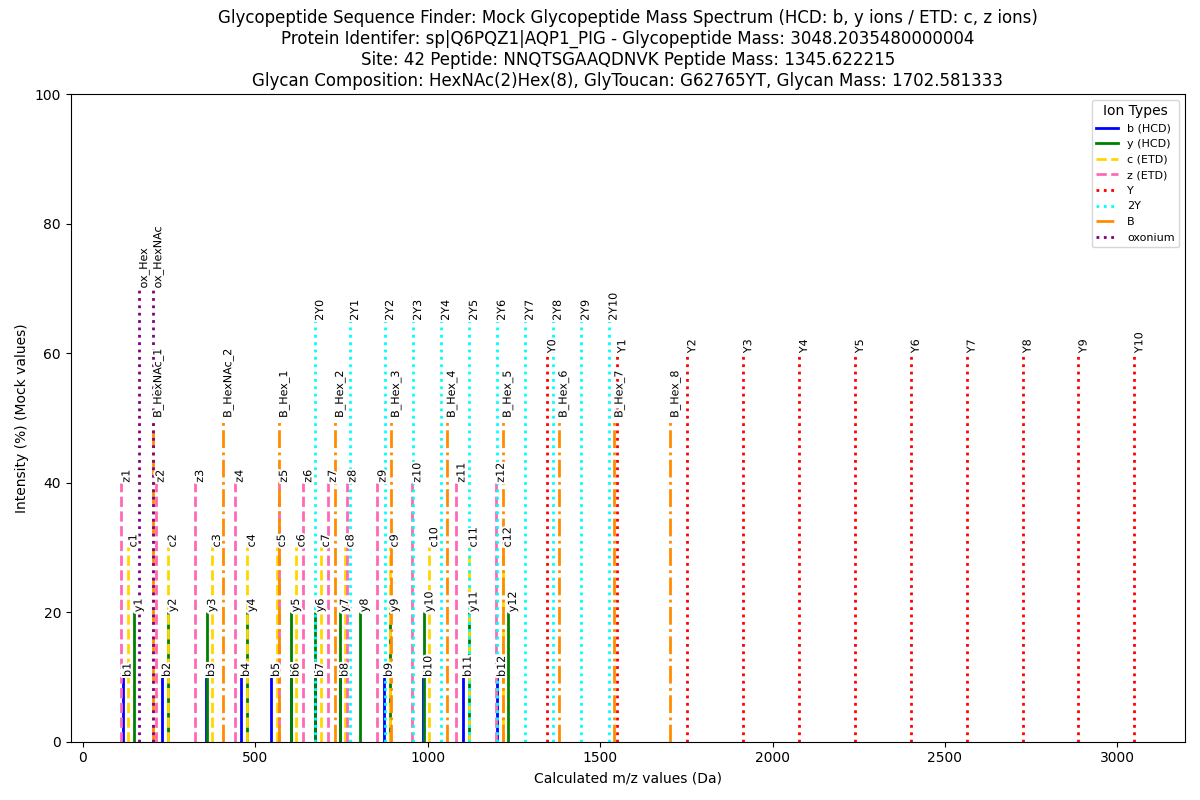 Glycopeptide Sequence Finder: Mock Glycopeptide Mass Spectrum (HCD: b, y ions / ETD: c, z ions)
Protein Identifer: sp|Q6PQZ1|AQP1_PIG - Glycopeptide Mass: 3048.2035480000004
Site: 42 Peptide: NNQTSGAAQDNVK Peptide Mass: 1345.622215
Glycan Composition: HexNAc(2)Hex(8), GlyToucan: G62765YT, Glycan Mass: 1702.581333
Intensity (%) (Mock values)
100
80
60
40
20
0
Ion Types
b (HCD)
y (HCD)
c (ETD)
z (ETD)
Y
2Y
B
oxonium
ox_Hex
ox_HexNAc
2Y0
2Y1
2Y2
2Y3
2Y4
2Y5
2Y6
2Y7
2Y8
2Y9
2Y10
Y0
Y1
Y2
Y3
Y4
Y5
Y6
Y7
Y8
Y9
Y10
B_HexNAc_1
B_HexNAc_2
B_Hex_1
B_Hex_2
B_Hex_3
B_Hex_4
B_Hex_5
B_Hex_6
B_Hex_7
B_Hex_8
z1
z2
z3
z4
z5
z6
z7
z8
z9
z10
z11
z12
c1
c2
c3
c4
c5
c6
c7
c8
c9
c10
c11
c12
y1
y2
y3
y4
y5
y6
y7
y8
y9
y10
y11
y12
b1
b2
b3
b4
b5
b6
b7
b8
b9
b10
b11
b12
0
500
1000
1500
2000
2500
3000
Calculated m/z values (Da)